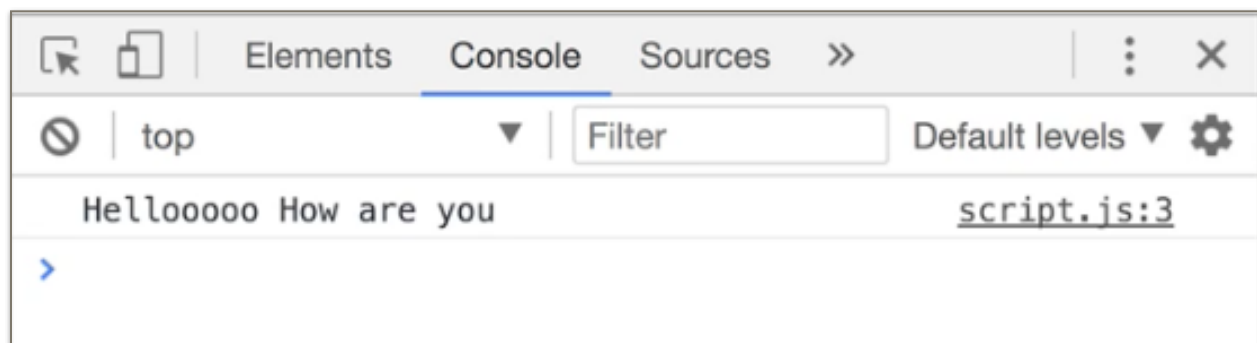 Elements Console Sources »
top Filter Default levels
Hellooooo How are you script.js:3
>